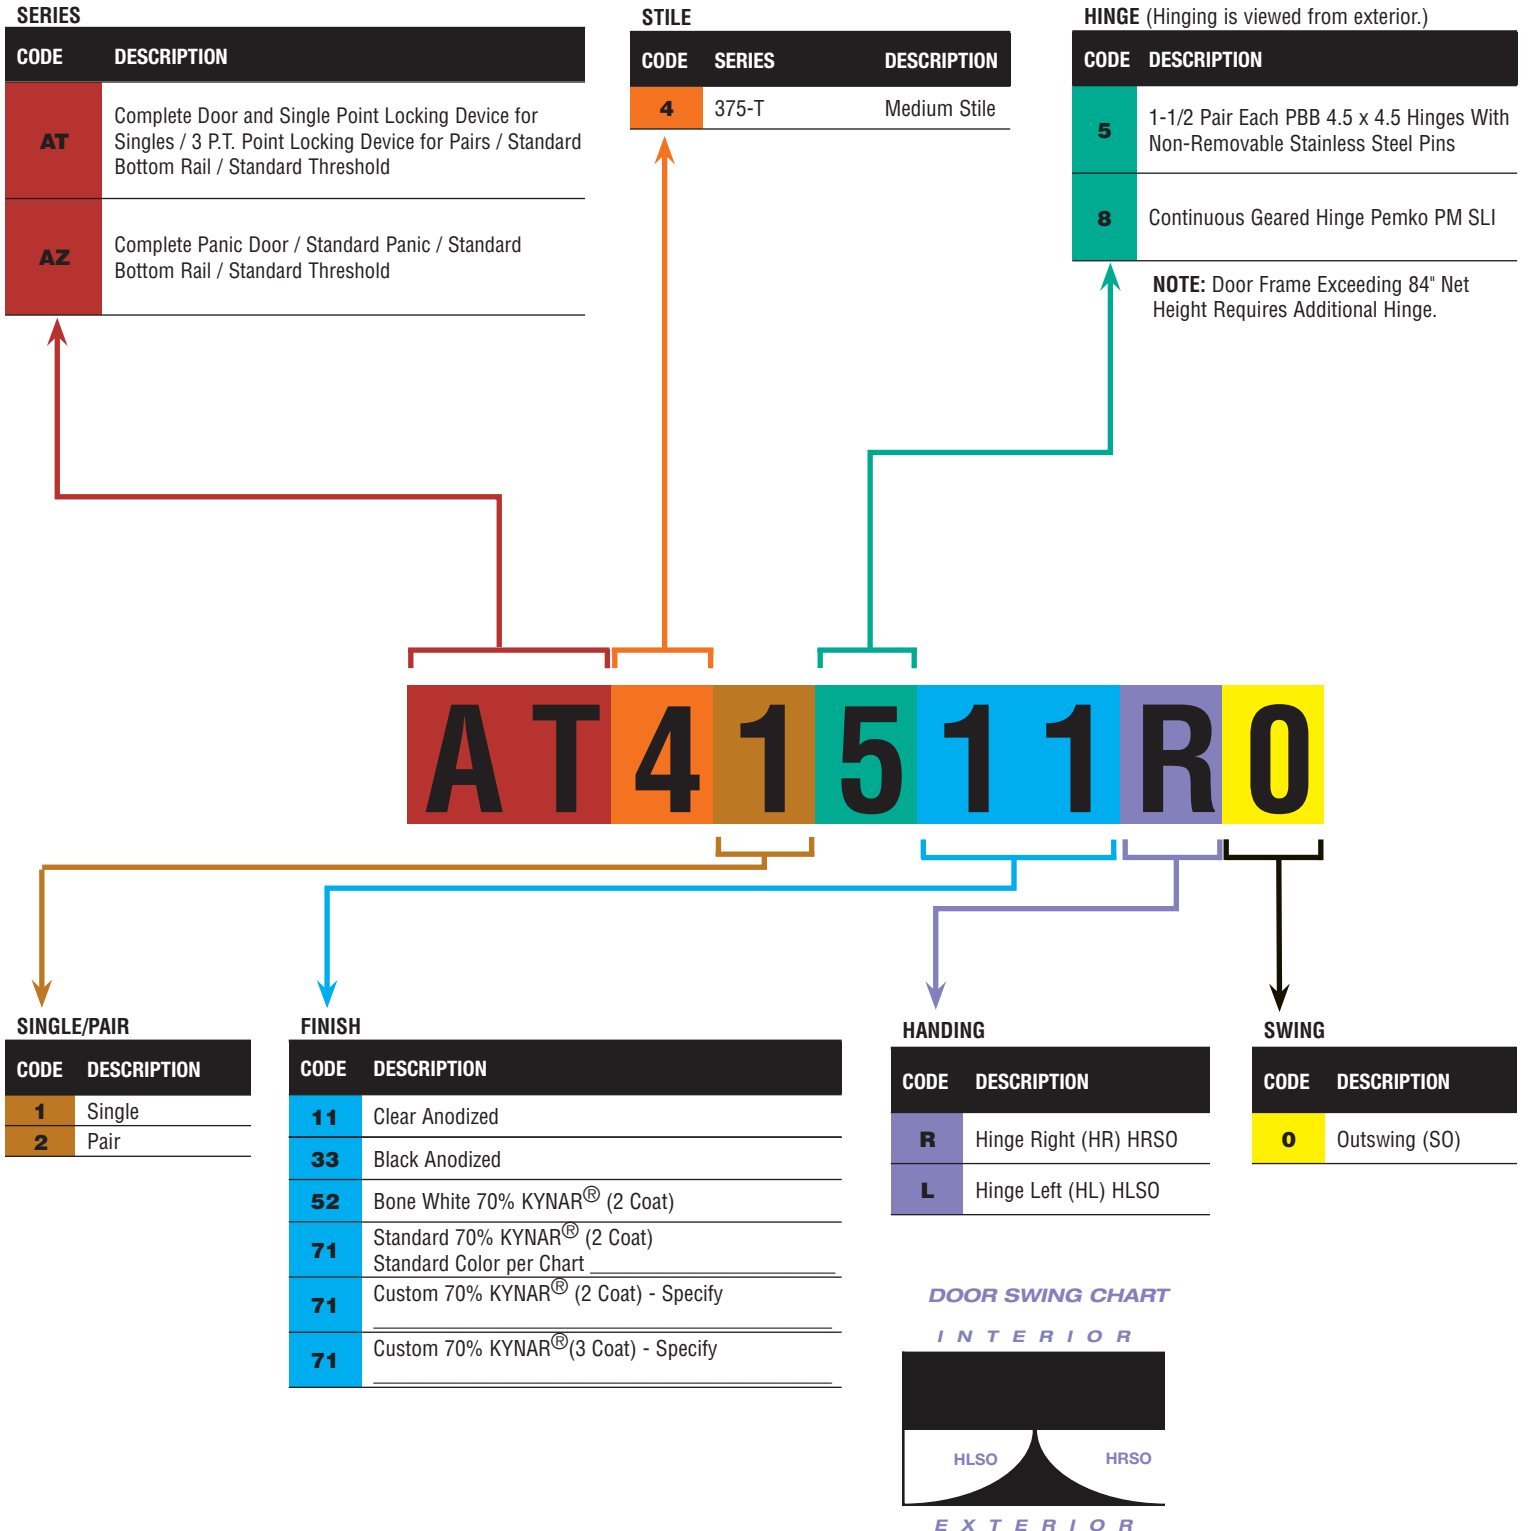 SERIES
CODE DESCRIPTION
AT
Complete Door and Single Point Locking Device for
Singles / 3 P.T. Point Locking Device for Pairs / Standard
Bottom Rail / Standard Threshold
AZ
Complete Panic Door / Standard Panic / Standard
Bottom Rail / Standard Threshold
STILE
CODE SERIES DESCRIPTION
4 375-T Medium Stile
HINGE (Hinging is viewed from exterior.)
CODE DESCRIPTION
5
1-1/2 Pair Each PBB 4.5 x 4.5 Hinges With
Non-Removable Stainless Steel Pins
8 Continuous Geared Hinge Pemko PM SLI
NOTE: Door Frame Exceeding 84" Net
Height Requires Additional Hinge.
AT41511RO
SINGLE/PAIR
CODE DESCRIPTION
1 Single
2 Pair
FINISH
CODE DESCRIPTION
11 Clear Anodized
33 Black Anodized
52 Bone White 70% KYNAR® (2 Coat)
71
Standard 70% KYNAR® (2 Coat)
Standard Color per Chart _______________________
71
Custom 70% KYNAR® (2 Coat) - Specify
___________________________________________
71
Custom 70% KYNAR®(3 Coat) - Specify
___________________________________________
HANDING
CODE DESCRIPTION
R Hinge Right (HR) HRSO
L Hinge Left (HL) HLSO
SWING
CODE DESCRIPTION
O Outswing (SO)
DOOR SWING CHART
INTERIOR
HLSO HRSO
EXTERIOR